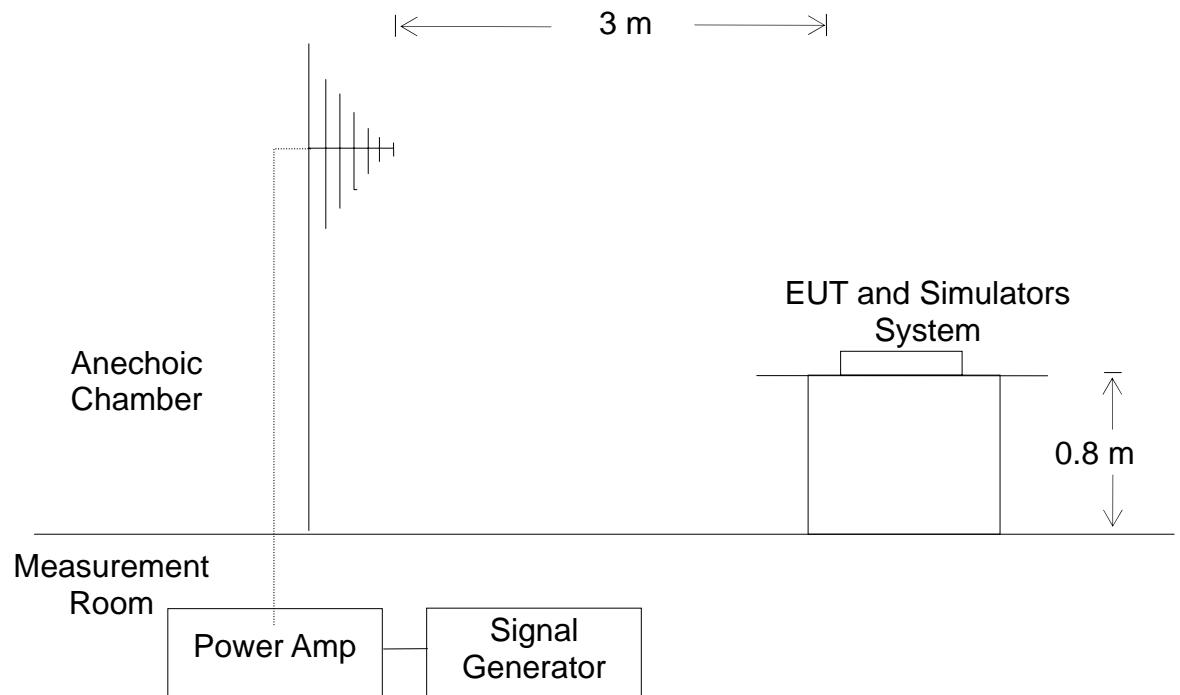 3 m
EUT and Simulators
System
Anechoic
Chamber
0.8 m
Measurement
Room
Power Amp
Signal
Generator